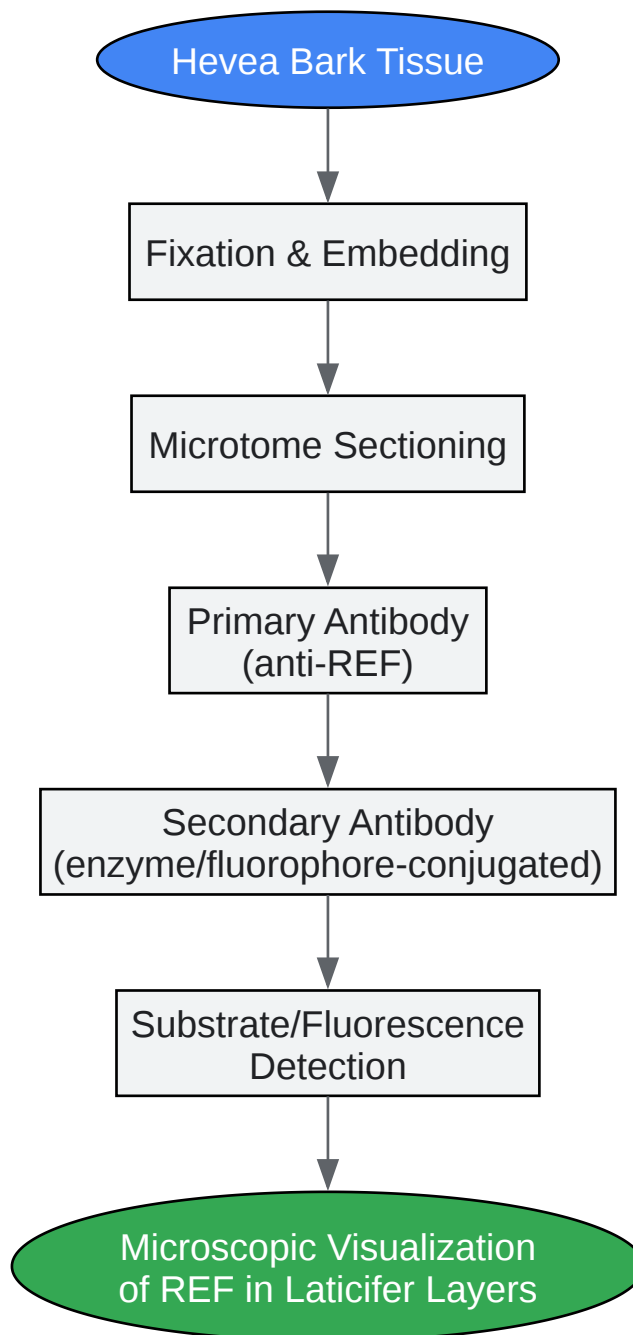 Hevea Bark Tissue
Fixation & Embedding
Microtome Sectioning
Primary Antibody
(anti-REF)
Secondary Antibody
(enzyme/fluorophore-conjugated)
Substrate/Fluorescence
Detection
Microscopic Visualization
of REF in Laticifer Layers